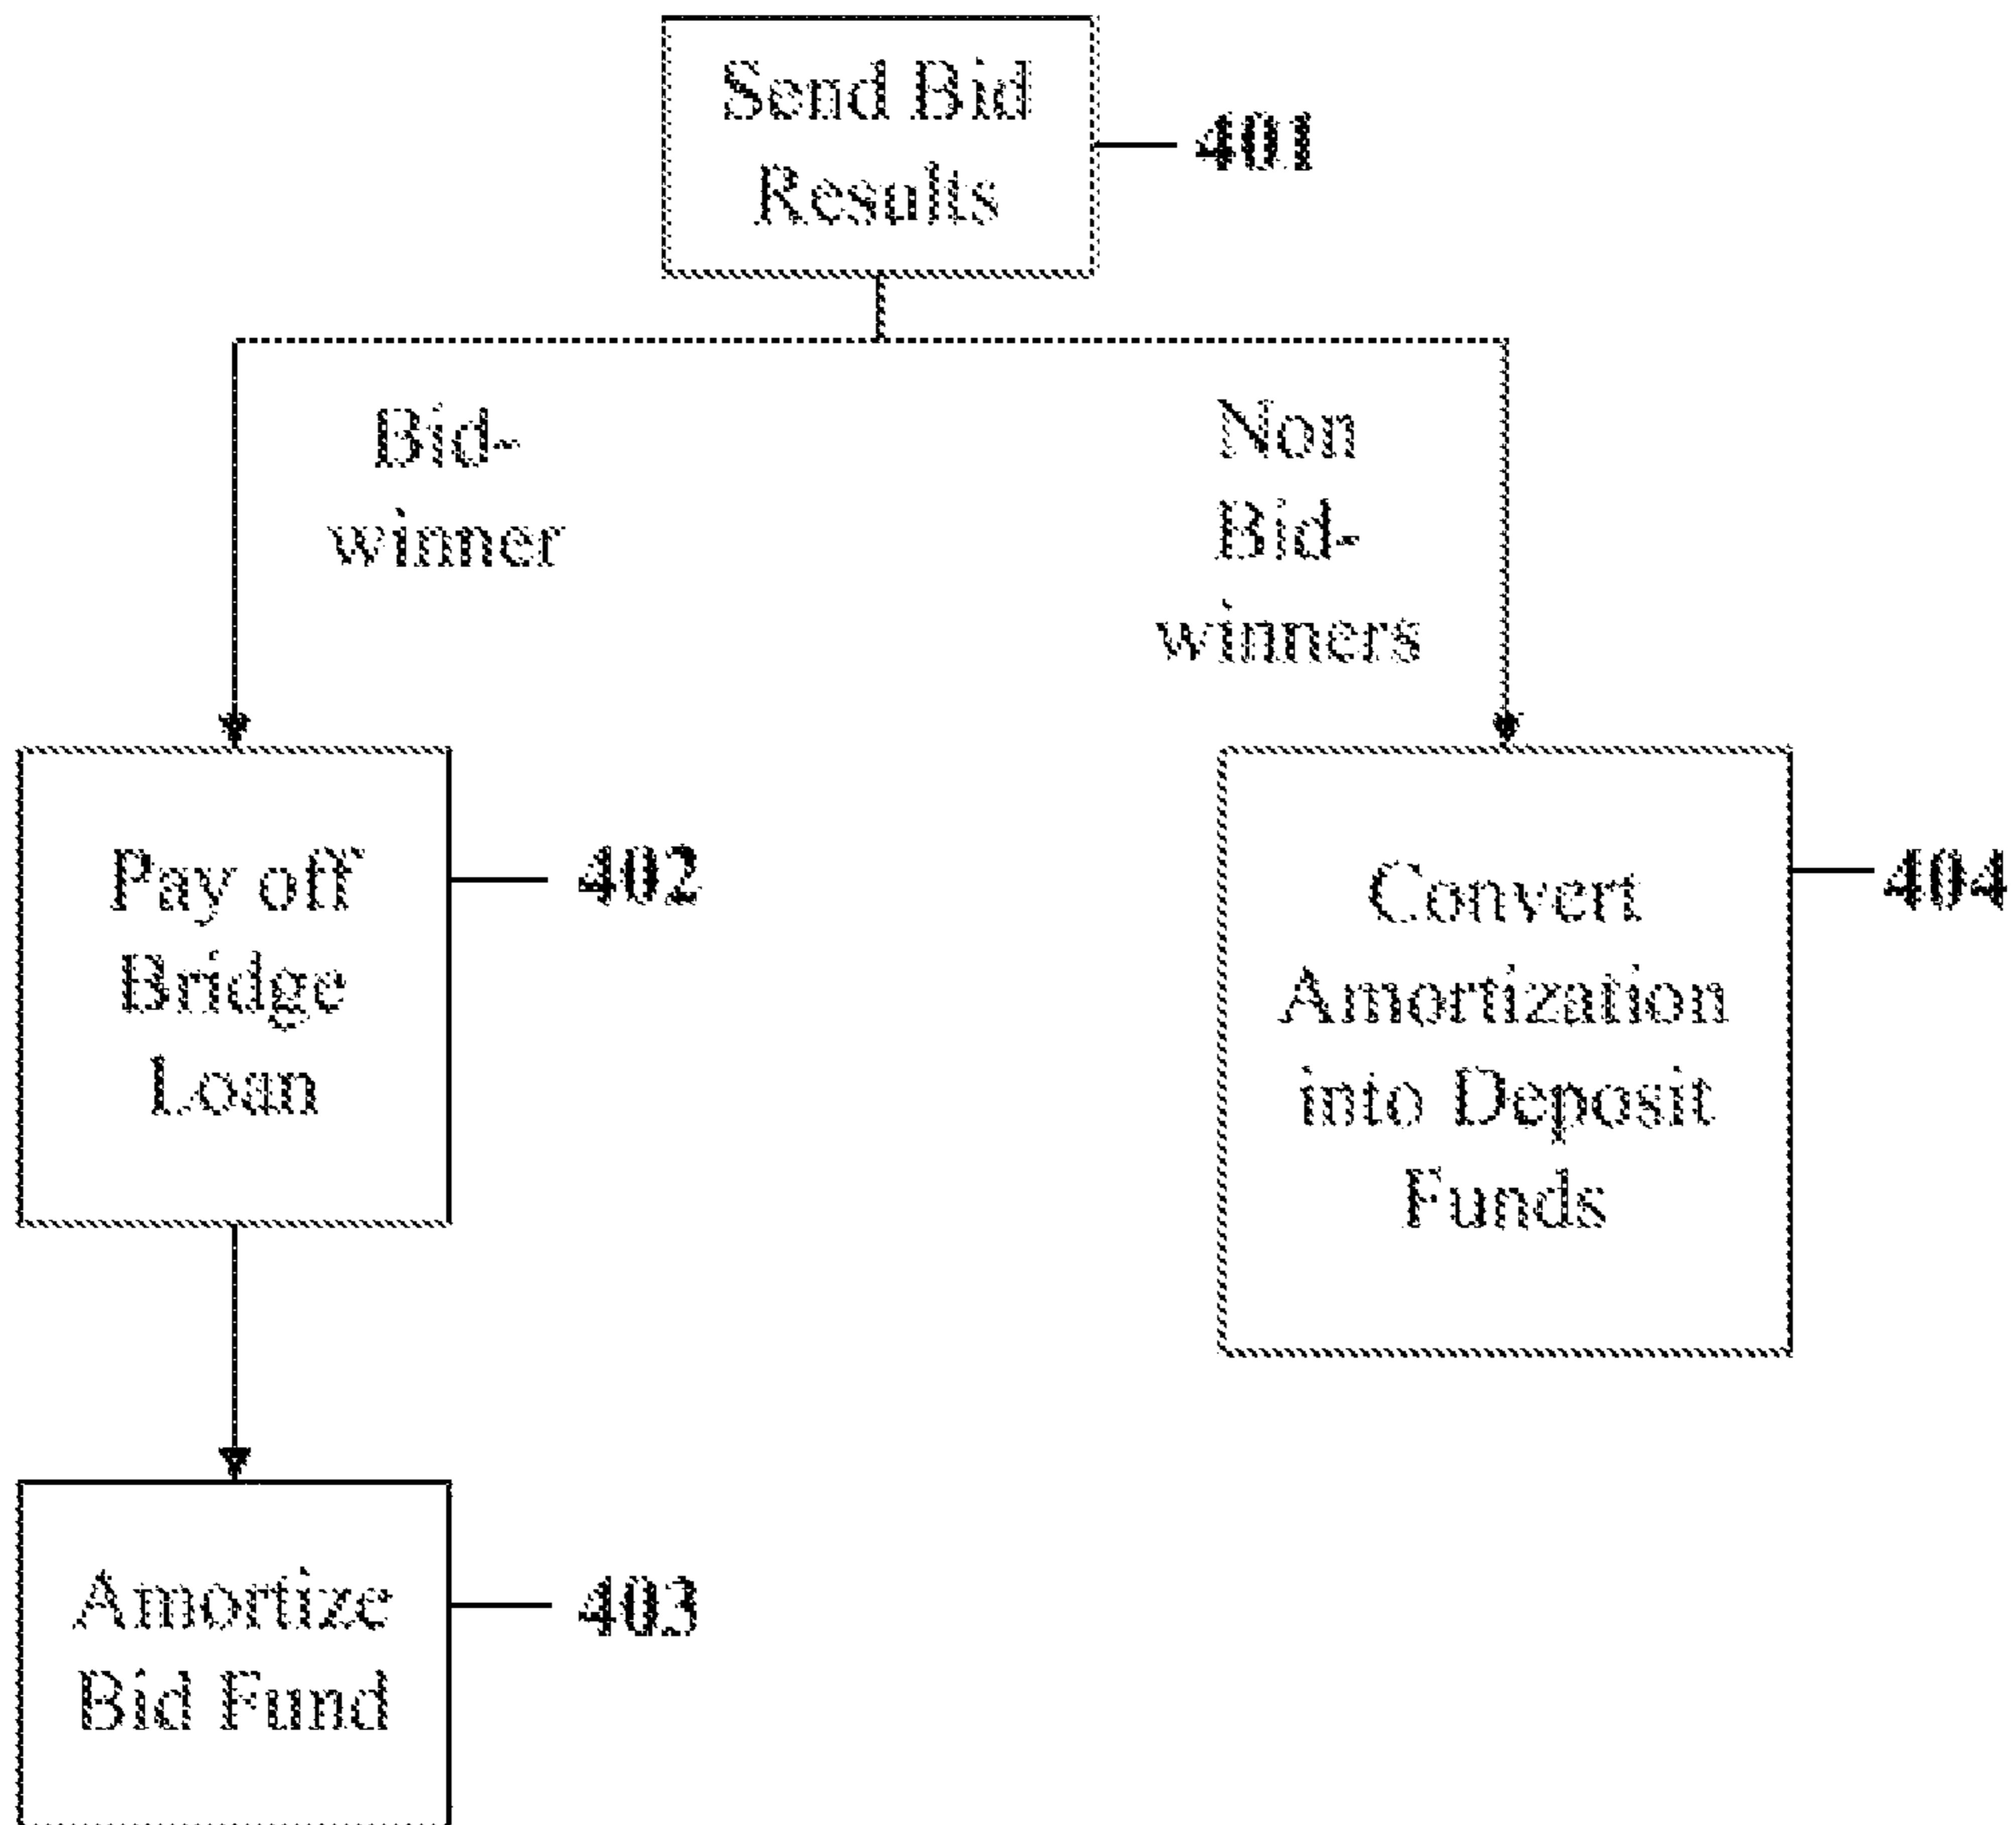 Send Bid
Results
401
Bid-
winner
Non
Bid-
winners
Pay off
Bridge
Loan
402
Convert
Amortization
into Deposit
Funds
404
Amortize
Bid Fund
403